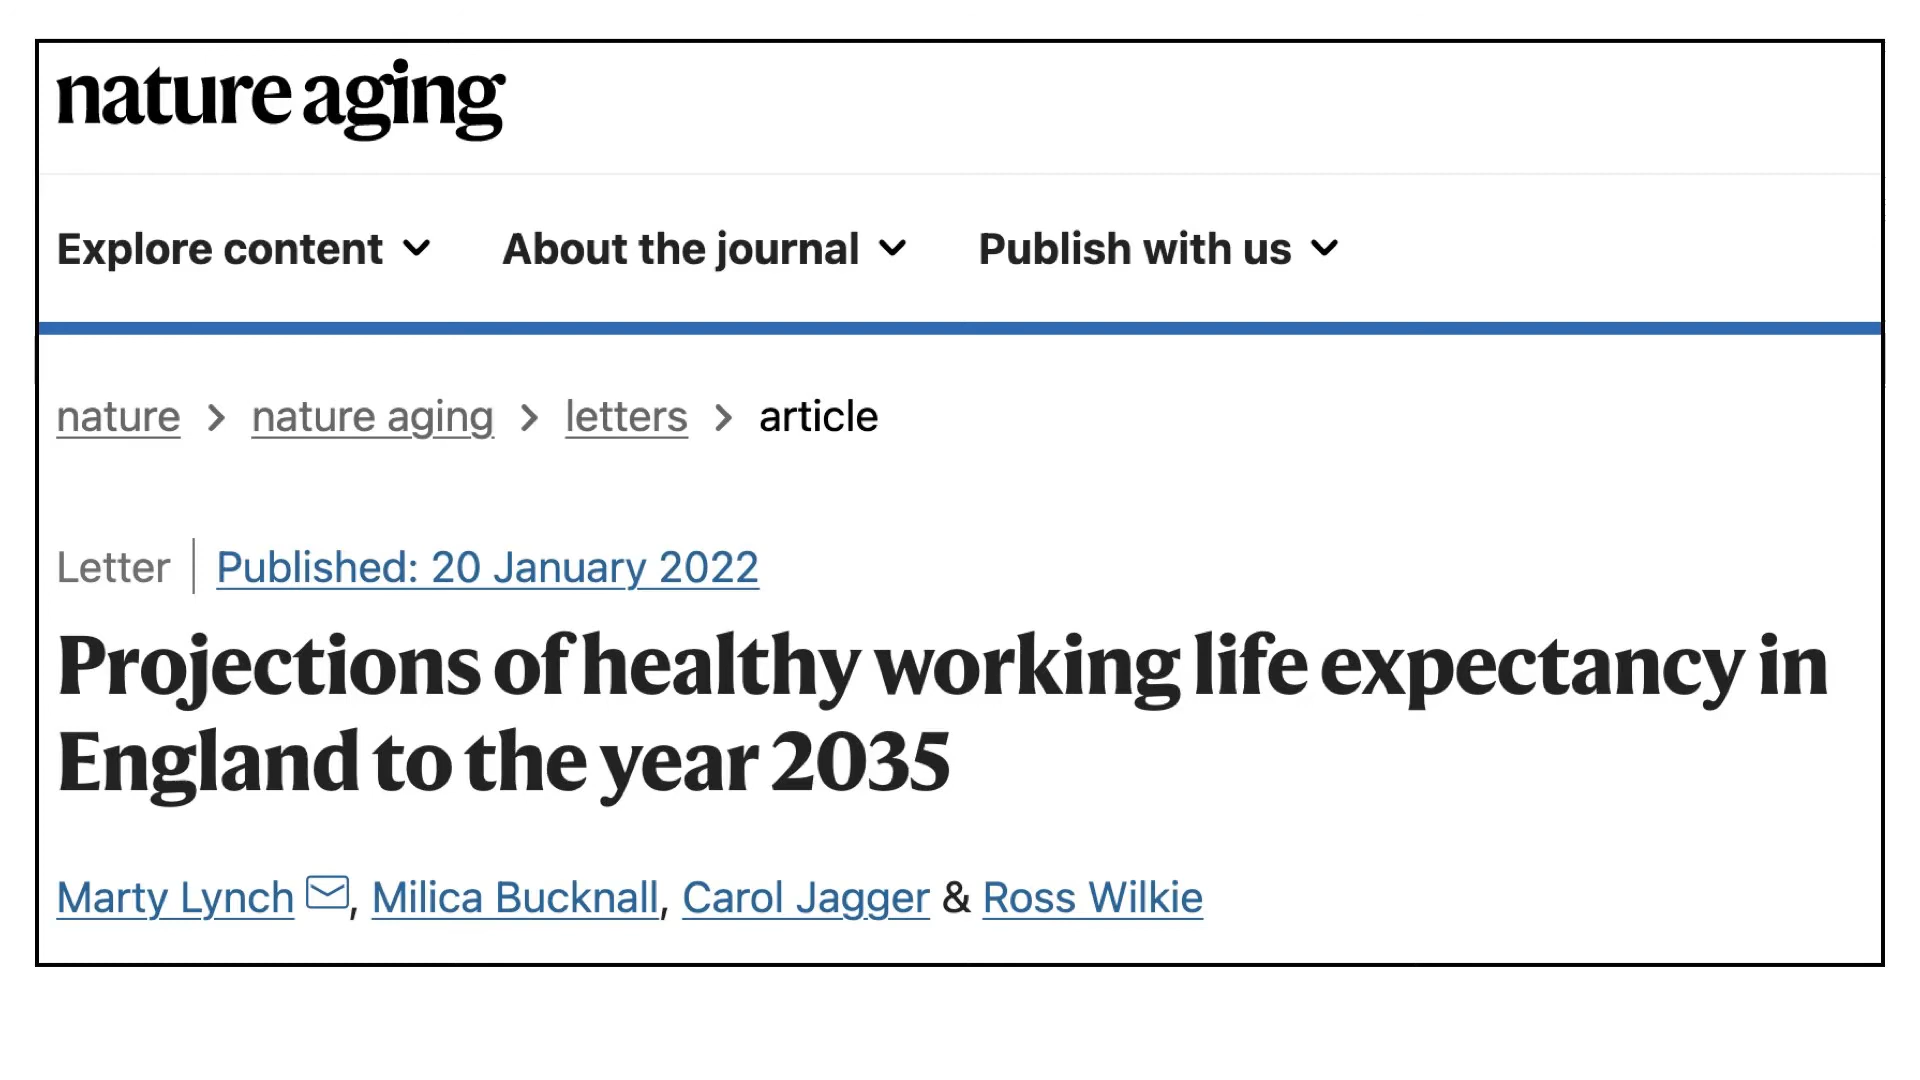 nature aging
Explore content About the journal Publish with us
nature > nature aging > letters > article
Letter | Published: 20 January 2022
Projections of healthy working life expectancy in
England to the year 2035
Marty Lynch, Milica Bucknall, Carol Jagger & Ross Wilkie